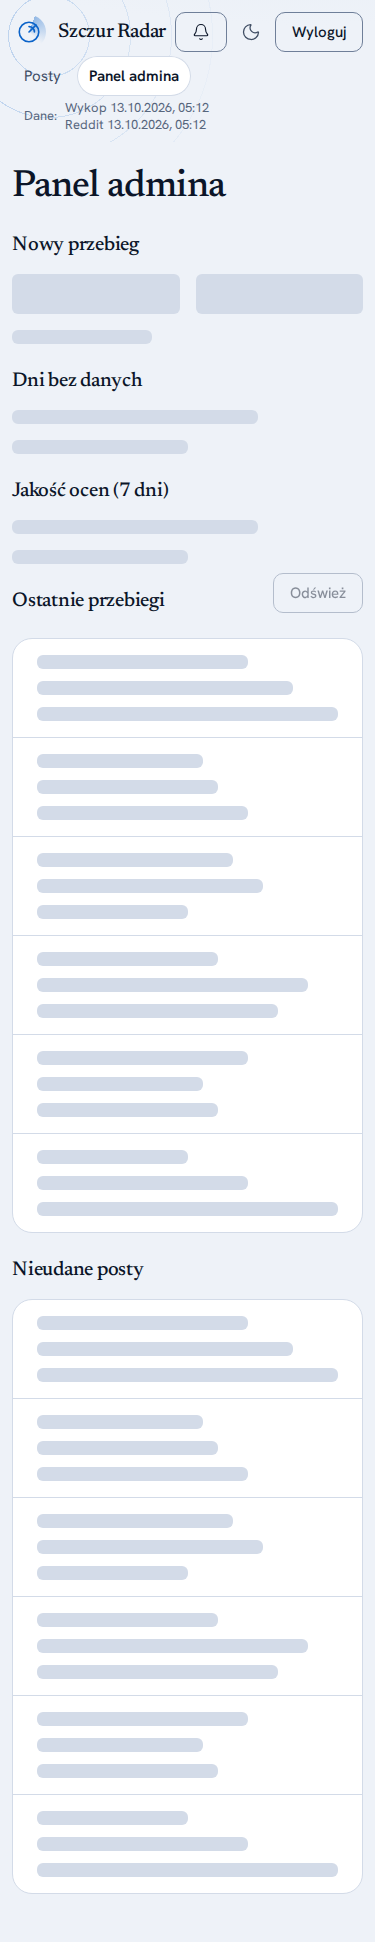 Szczur Radar
Wyloguj
Posty
Panel admina
Dane:
Wykop 13.10.2026, 05:12
Reddit 13.10.2026, 05:12
Panel admina
Nowy przebieg
Dni bez danych
Jakość ocen (7 dni)
Ostatnie przebiegi
Odśwież
Nieudane posty